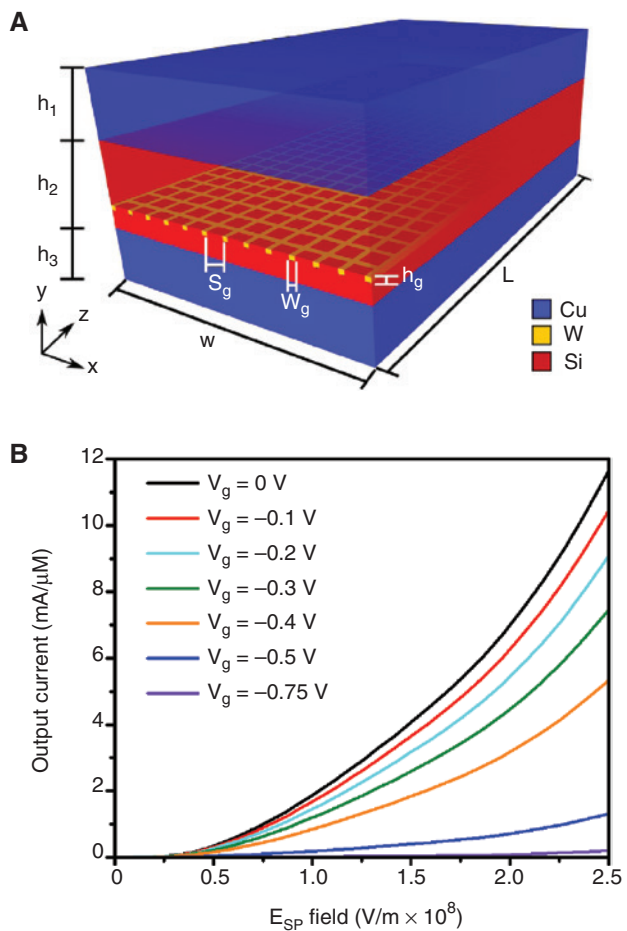 A
h1
h2
h3
y
z
x
w
Sg
Wg
hg
L
Cu
W
Si
B
Output current (mA/µM)
12
10
8
6
4
2
0
Vg = 0 V
Vg = –0.1 V
Vg = –0.2 V
Vg = –0.3 V
Vg = –0.4 V
Vg = –0.5 V
Vg = –0.75 V
0 0.5 1.0 1.5 2.0 2.5
ESP field (V/m × 10⁸)